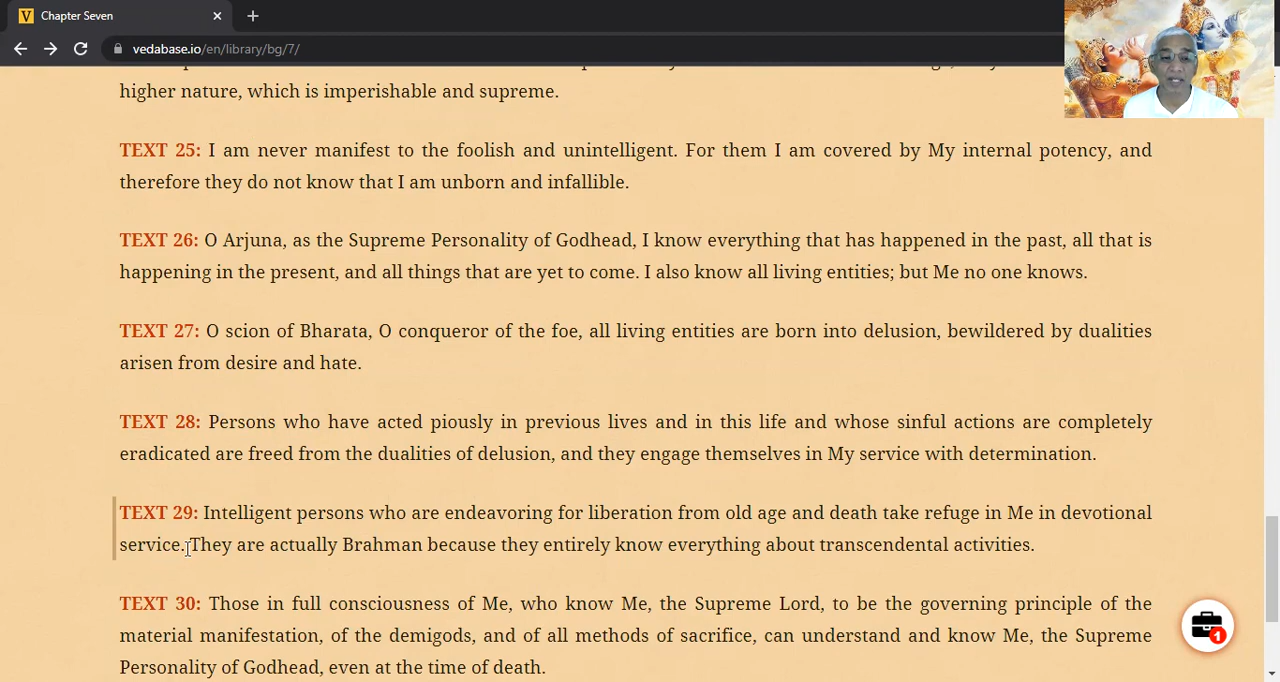 Chapter Seven
vedabase.io/en/library/bg/7/
higher nature, which is imperishable and supreme.
TEXT 25: I am never manifest to the foolish and unintelligent. For them I am covered by My internal potency, and
therefore they do not know that I am unborn and infallible.
TEXT 26: O Arjuna, as the Supreme Personality of Godhead, I know everything that has happened in the past, all that is
happening in the present, and all things that are yet to come. I also know all living entities; but Me no one knows.
TEXT 27: O scion of Bharata, O conqueror of the foe, all living entities are born into delusion, bewildered by dualities
arisen from desire and hate.
TEXT 28: Persons who have acted piously in previous lives and in this life and whose sinful actions are completely
eradicated are freed from the dualities of delusion, and they engage themselves in My service with determination.
TEXT 29: Intelligent persons who are endeavoring for liberation from old age and death take refuge in Me in devotional
service. They are actually Brahman because they entirely know everything about transcendental activities.
TEXT 30: Those in full consciousness of Me, who know Me, the Supreme Lord, to be the governing principle of the
material manifestation, of the demigods, and of all methods of sacrifice, can understand and know Me, the Supreme
Personality of Godhead, even at the time of death.
1